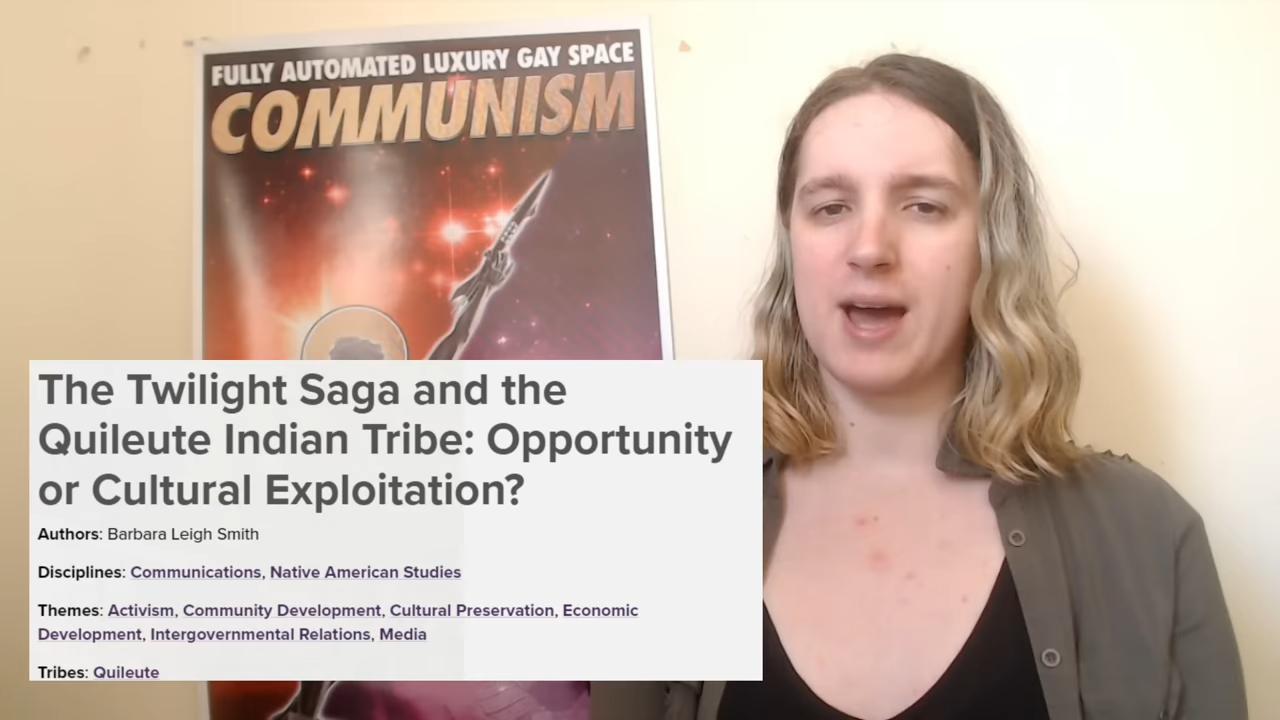 FULLY AUTOMATED LUXURY GAY SPACE
COMMUNISM
The Twilight Saga and the
Quileute Indian Tribe: Opportunity
or Cultural Exploitation?
Authors: Barbara Leigh Smith
Disciplines: Communications, Native American Studies
Themes: Activism, Community Development, Cultural Preservation, Economic
Development, Intergovernmental Relations, Media
Tribes: Quileute